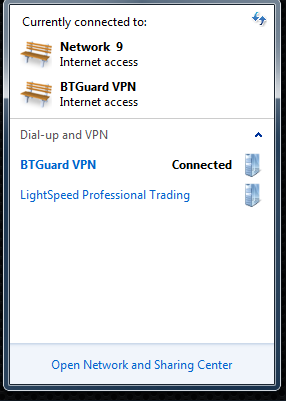 Currently connected to:
Network 9
Internet access
BTGuard VPN
Internet access
Dial-up and VPN
BTGuard VPN Connected
LightSpeed Professional Trading
Open Network and Sharing Center